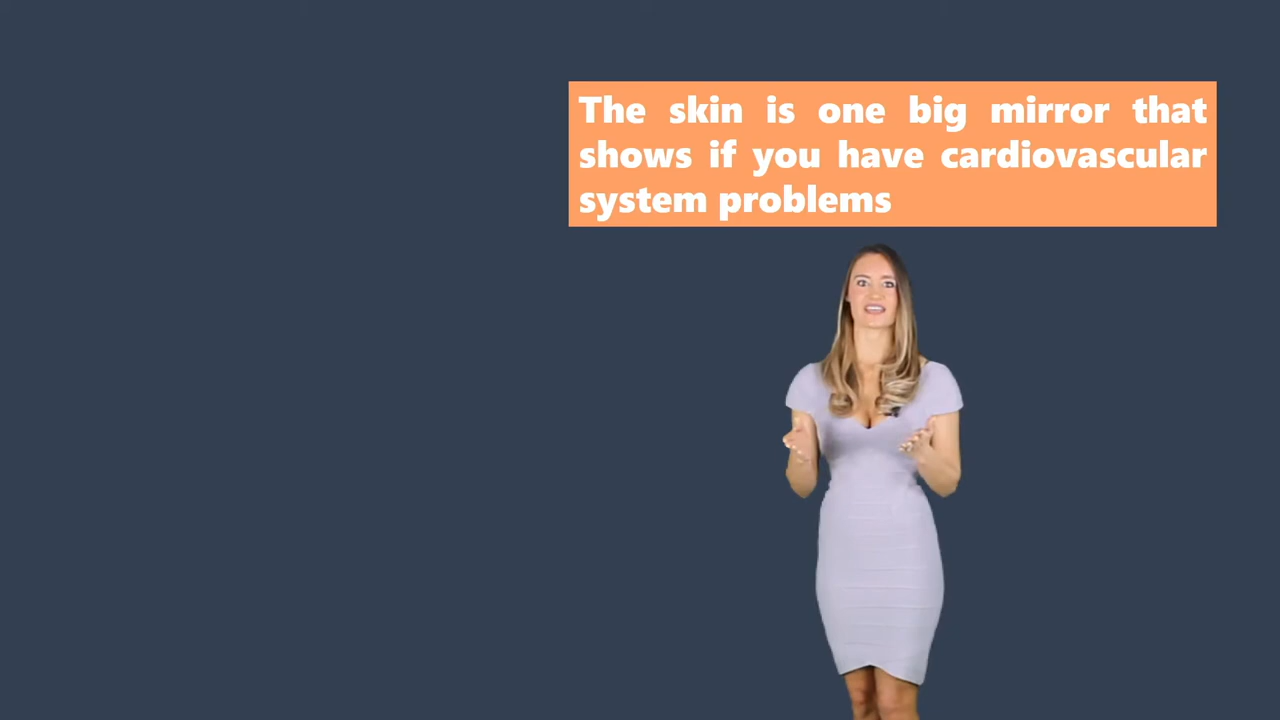 The skin is one big mirror that
shows if you have cardiovascular
system problems